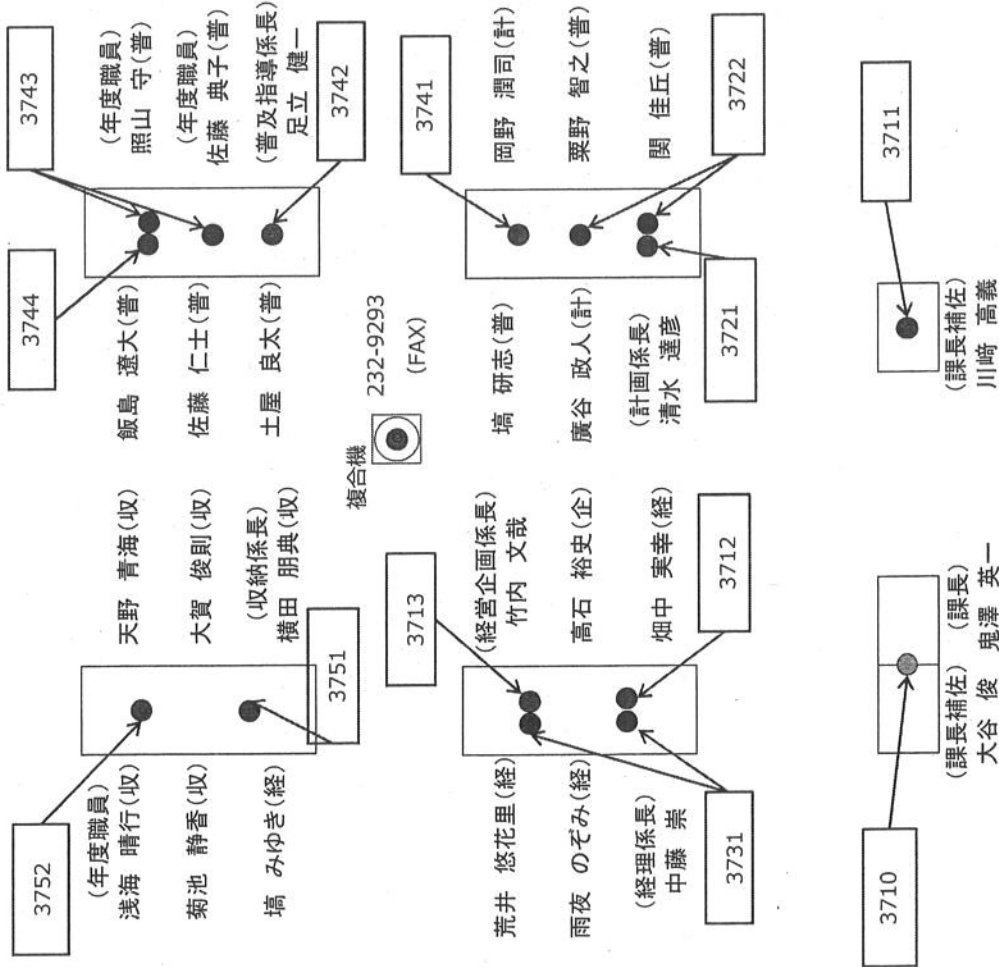 3752
(年度職員)
浅海 晴行(収)
菊池 静香(収)
塙 みゆき(経)
天野 青海(収)
大賀 俊則(収)
(収納係長)
横田 朋典(収)
3751
3744
3743
飯島 遼大(普)
佐藤 仁士(普)
土屋 良太(普)
(年度職員)
照山 守(普)
(年度職員)
佐藤 典子(普)
(普及指導係長)
足立 健一
3742
複合機
232-9293
(FAX)
3713
荒井 悠花里(経)
雨夜 のぞみ(経)
(経理係長)
中藤 崇
(経営企画係長)
竹内 文哉
高石 裕史(企)
畑中 実幸(経)
3731
3712
3741
塙 研志(普)
廣谷 政人(計)
(計画係長)
清水 達彦
岡野 潤司(計)
粟野 智之(普)
関 佳丘(普)
3721
3722
3710
(課長補佐)
大谷 俊
(課長)
鬼澤 英一
3711
(課長補佐)
川﨑 高義